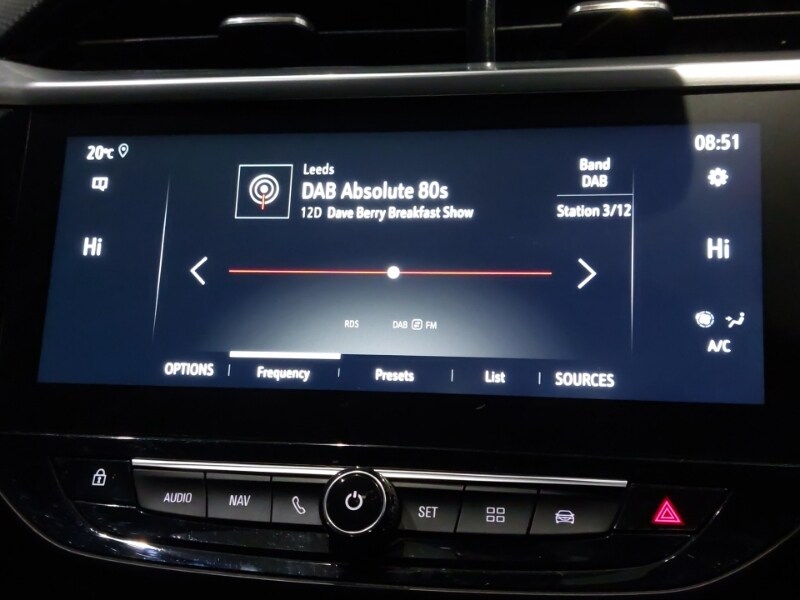 20°C
08:51
Leeds
DAB Absolute 80s
12D Dave Berry Breakfast Show
Band
DAB
Station 3/12
Hi
Hi
RDS
DAB FM
A/C
OPTIONS
Frequency
Presets
List
SOURCES
AUDIO
NAV
SET